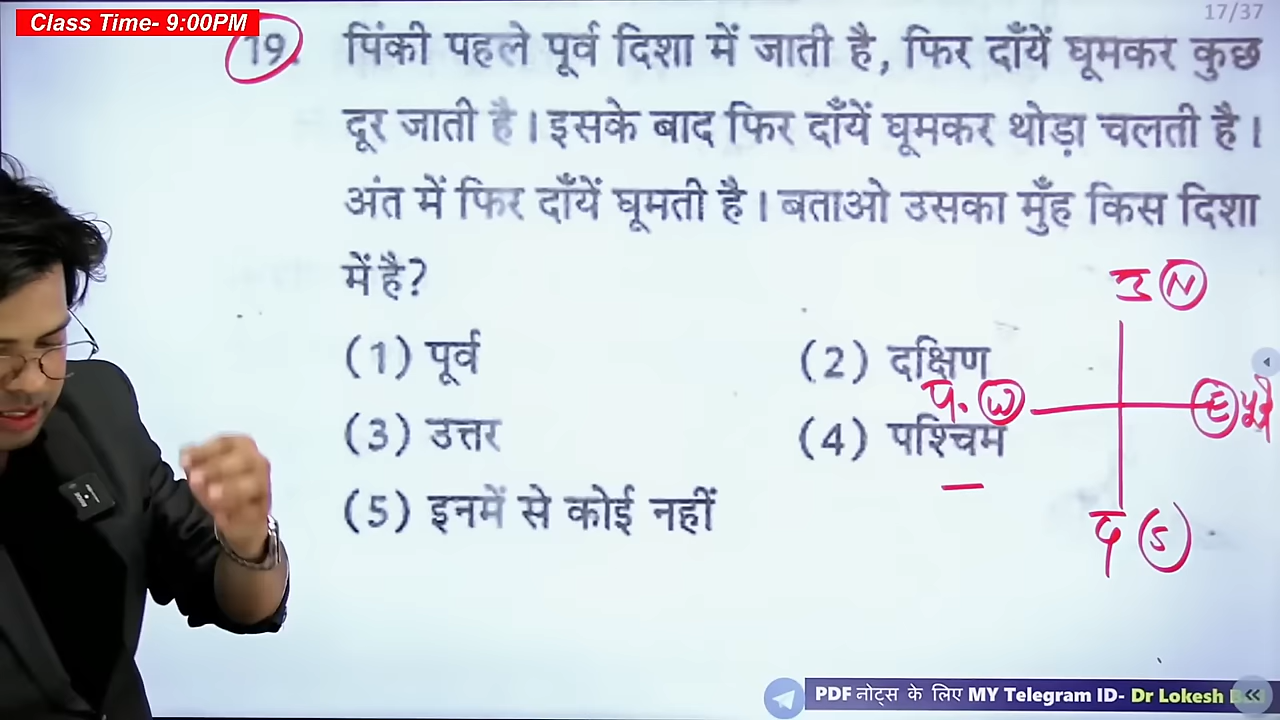 Class Time- 9:00PM
17/37
19. पिंकी पहले पूर्व दिशा में जाती है, फिर दाँयें घूमकर कुछ
दूर जाती है। इसके बाद फिर दाँयें घूमकर थोड़ा चलती है।
अंत में फिर दाँयें घूमती है। बताओ उसका मुँह किस दिशा
में है?
उ N
(1) पूर्व (2) दक्षिण
प. W E पूर्व
(3) उत्तर (4) पश्चिम
(5) इनमें से कोई नहीं
द (S)
PDF नोट्स के लिए MY Telegram ID- Dr Lokesh